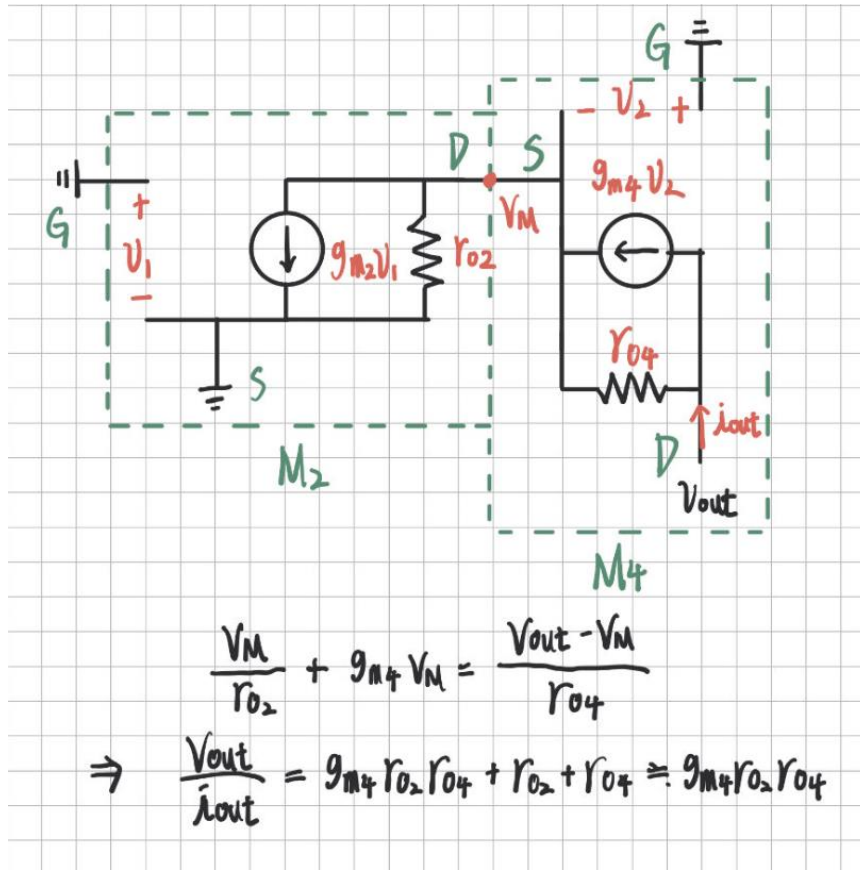 G
- V₂ +
D S gm4V₂
VM
G + V₁ - gm2V₁ ro2
ro4
S
iout
D
Vout
M₂
M4
VM/ro2 + gm4 VM = (Vout - VM)/ro4
⇒ Vout/iout = gm4 ro2 ro4 + ro2 + ro4 ≅ gm4 ro2 ro4